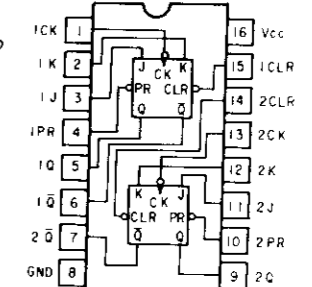 1CK 1
1K 2
1J 3
1PR 4
1Q 5
1Q̅ 6
2Q̅ 7
GND 8
16 Vcc
15 1CLR
14 2CLR
13 2CK
12 2K
11 2J
10 2PR
9 2Q
J CK K
PR CLR
Q Q̅
K CK J
CLR PR
Q̅ Q